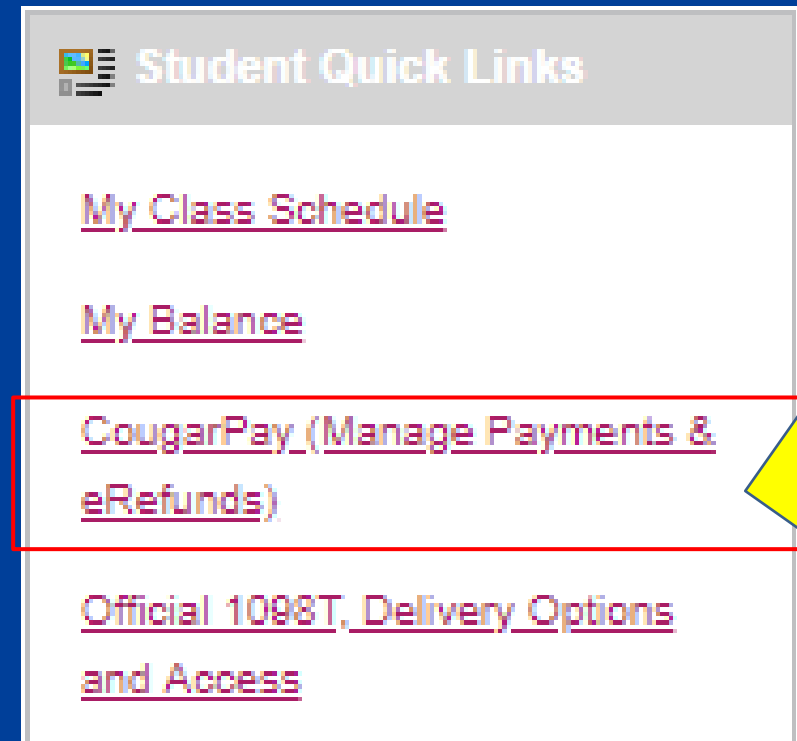 Student Quick Links
My Class Schedule
My Balance
CougarPay (Manage Payments &
eRefunds)
Official 1098T, Delivery Options
and Access